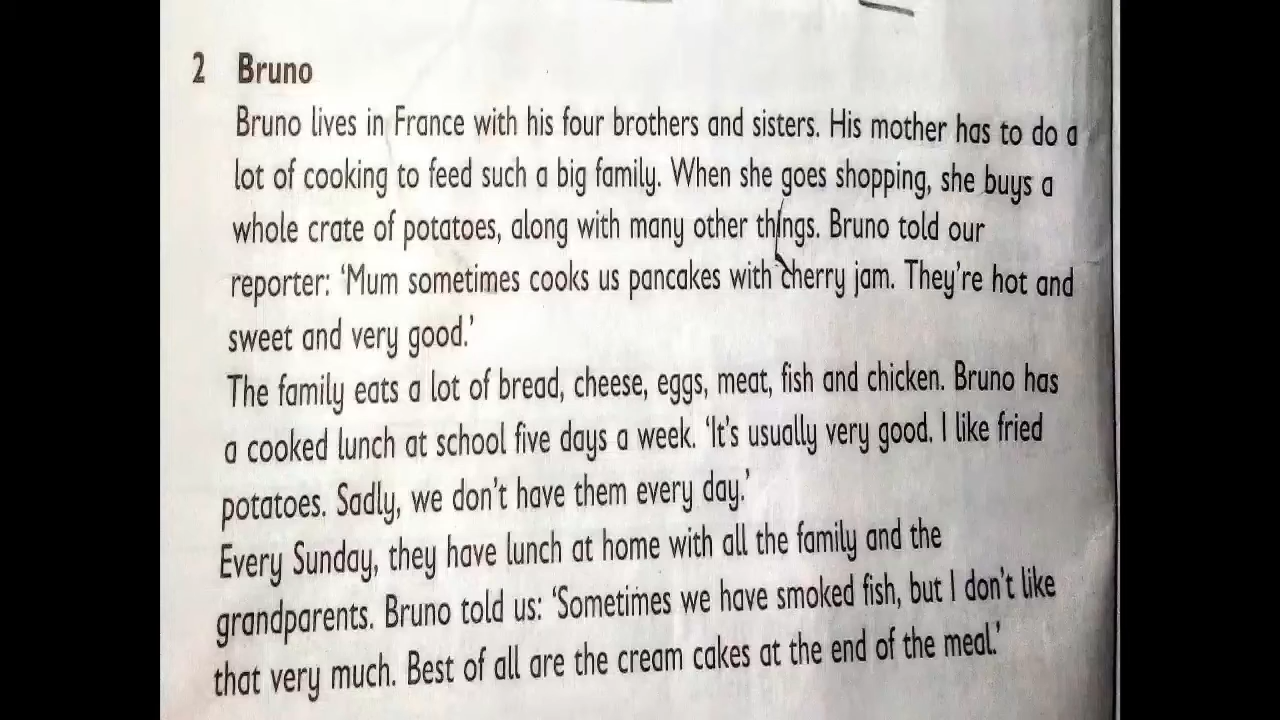 2 Bruno
Bruno lives in France with his four brothers and sisters. His mother has to do a
lot of cooking to feed such a big family. When she goes shopping, she buys a
whole crate of potatoes, along with many other things. Bruno told our
reporter: ‘Mum sometimes cooks us pancakes with cherry jam. They’re hot and
sweet and very good.’
The family eats a lot of bread, cheese, eggs, meat, fish and chicken. Bruno has
a cooked lunch at school five days a week. ‘It’s usually very good. I like fried
potatoes. Sadly, we don’t have them every day.’
Every Sunday, they have lunch at home with all the family and the
grandparents. Bruno told us: ‘Sometimes we have smoked fish, but I don’t like
that very much. Best of all are the cream cakes at the end of the meal.’